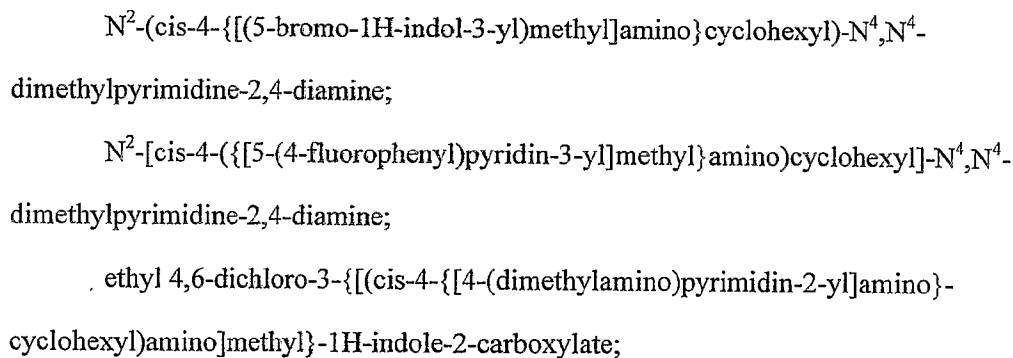 N²-(cis-4-{[(5-bromo-1H-indol-3-yl)methyl]amino}cyclohexyl)-N⁴,N⁴-
dimethylpyrimidine-2,4-diamine;
N²-[cis-4-({[5-(4-fluorophenyl)pyridin-3-yl]methyl}amino)cyclohexyl]-N⁴,N⁴-
dimethylpyrimidine-2,4-diamine;
ethyl 4,6-dichloro-3-{[(cis-4-{[4-(dimethylamino)pyrimidin-2-yl]amino}-
cyclohexyl)amino]methyl}-1H-indole-2-carboxylate;